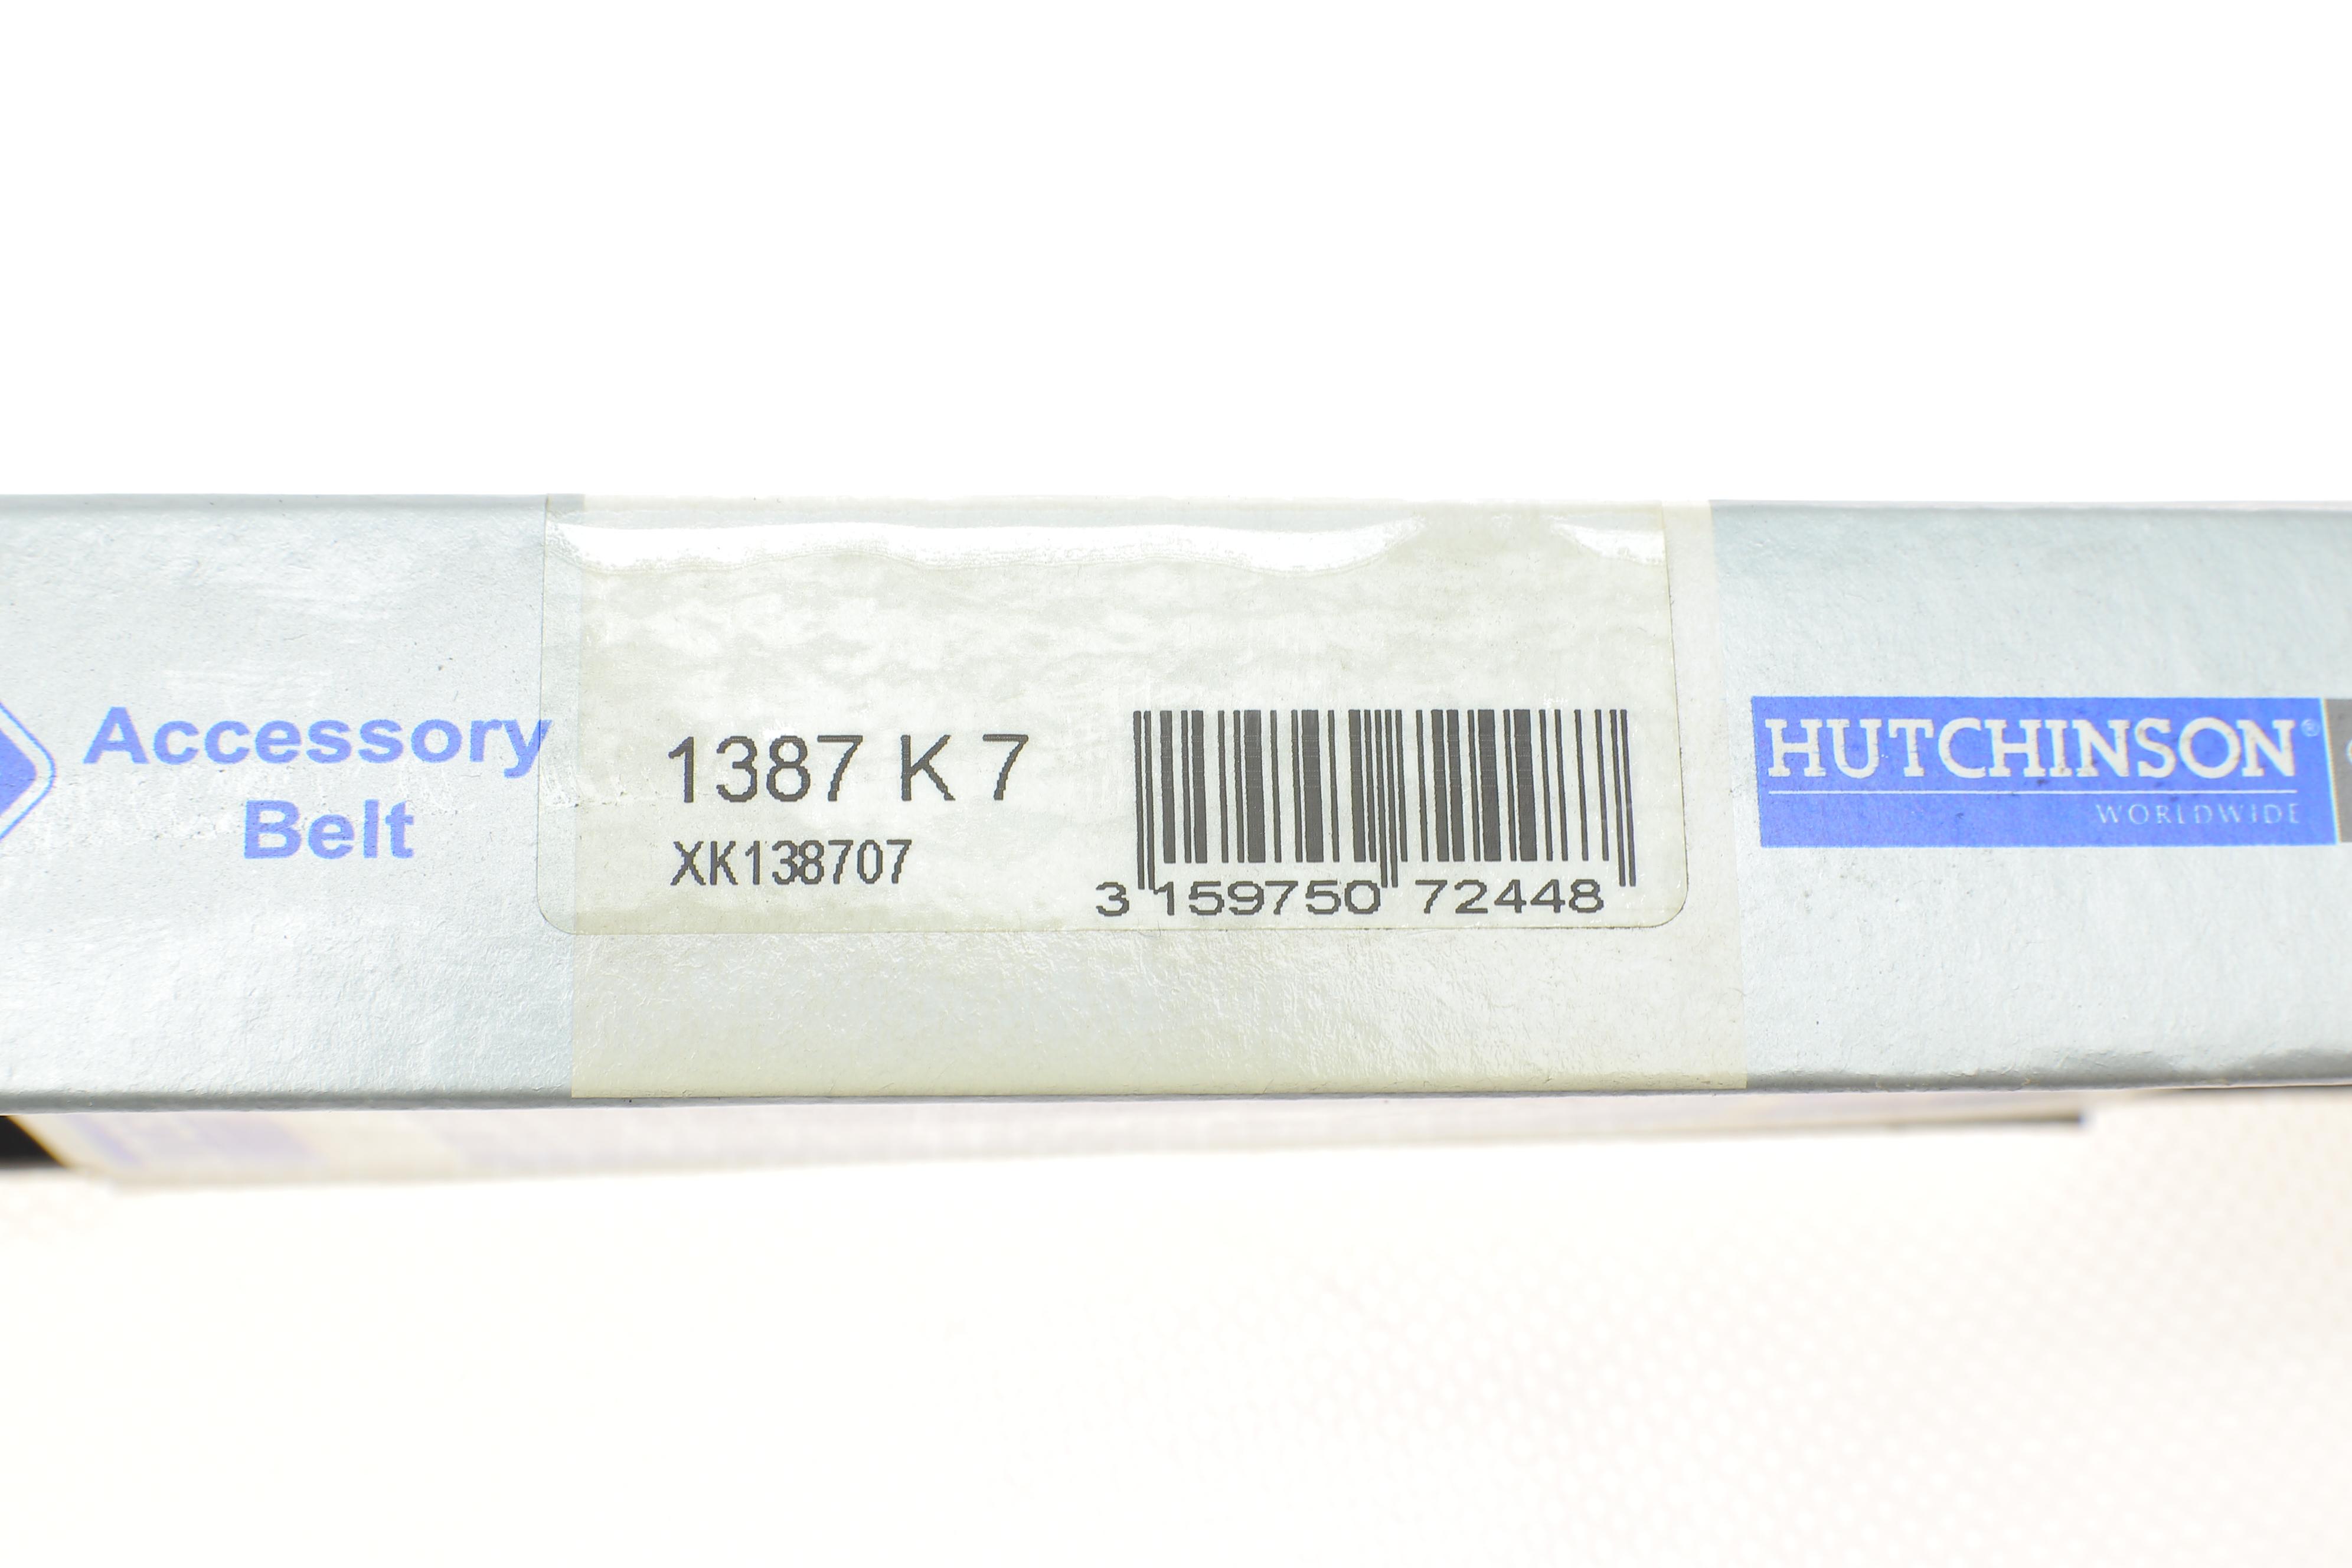 Accessory
Belt
1387 K 7
XK138707
3 159750 72448
HUTCHINSON®
WORLDWIDE